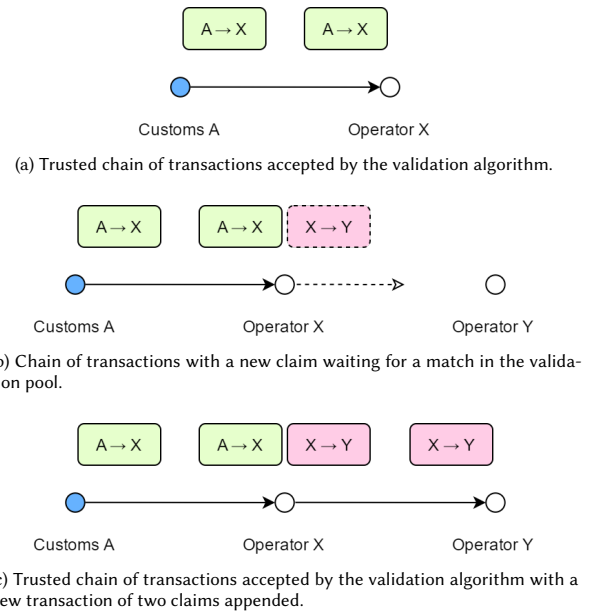 A → X A → X
Customs A Operator X
(a) Trusted chain of transactions accepted by the validation algorithm.
A → X A → X X → Y
Customs A Operator X Operator Y
) Chain of transactions with a new claim waiting for a match in the valida-
on pool.
A → X A → X X → Y X → Y
Customs A Operator X Operator Y
) Trusted chain of transactions accepted by the validation algorithm with a
ew transaction of two claims appended.